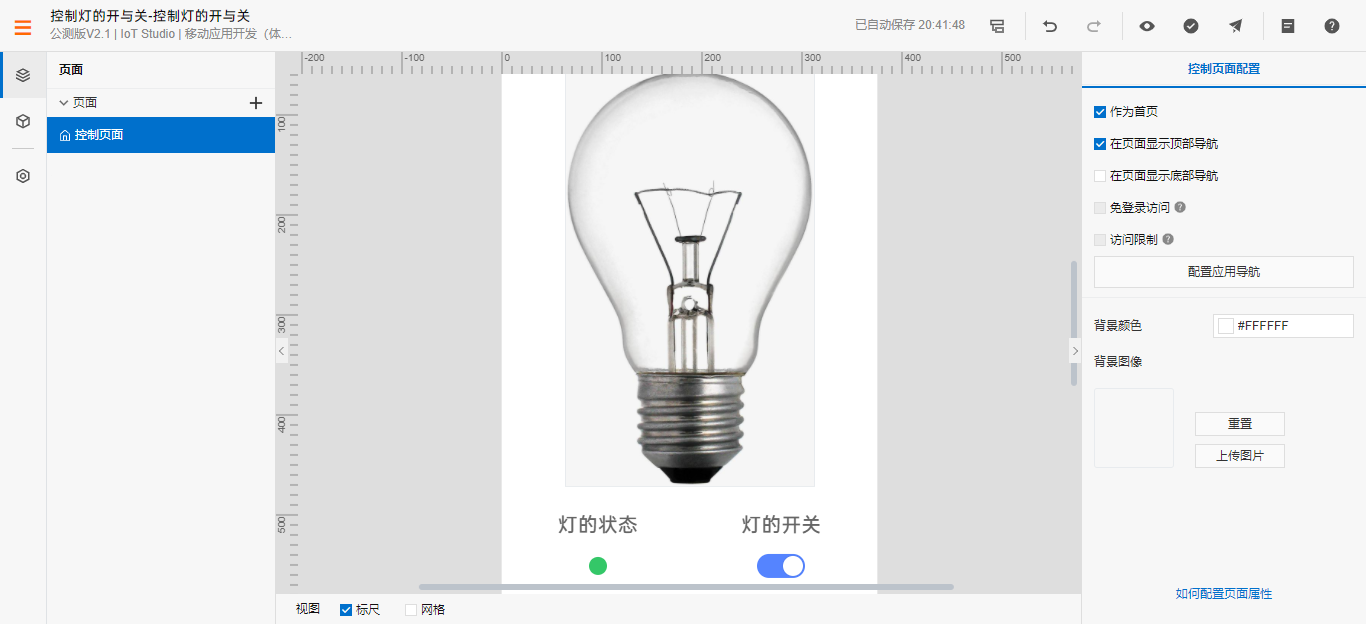 控制灯的开与关-控制灯的开与关
公测版V2.1 | IoT Studio | 移动应用开发（体...
已自动保存 20:41:48
页面
页面
控制页面
-200 -100 0 100 200 300 400 500
100
200
300
400
500
灯的状态 灯的开关
视图 标尺 网格
控制页面配置
作为首页
在页面显示顶部导航
在页面显示底部导航
免登录访问
访问限制
配置应用导航
背景颜色 #FFFFFF
背景图像
重置
上传图片
如何配置页面属性